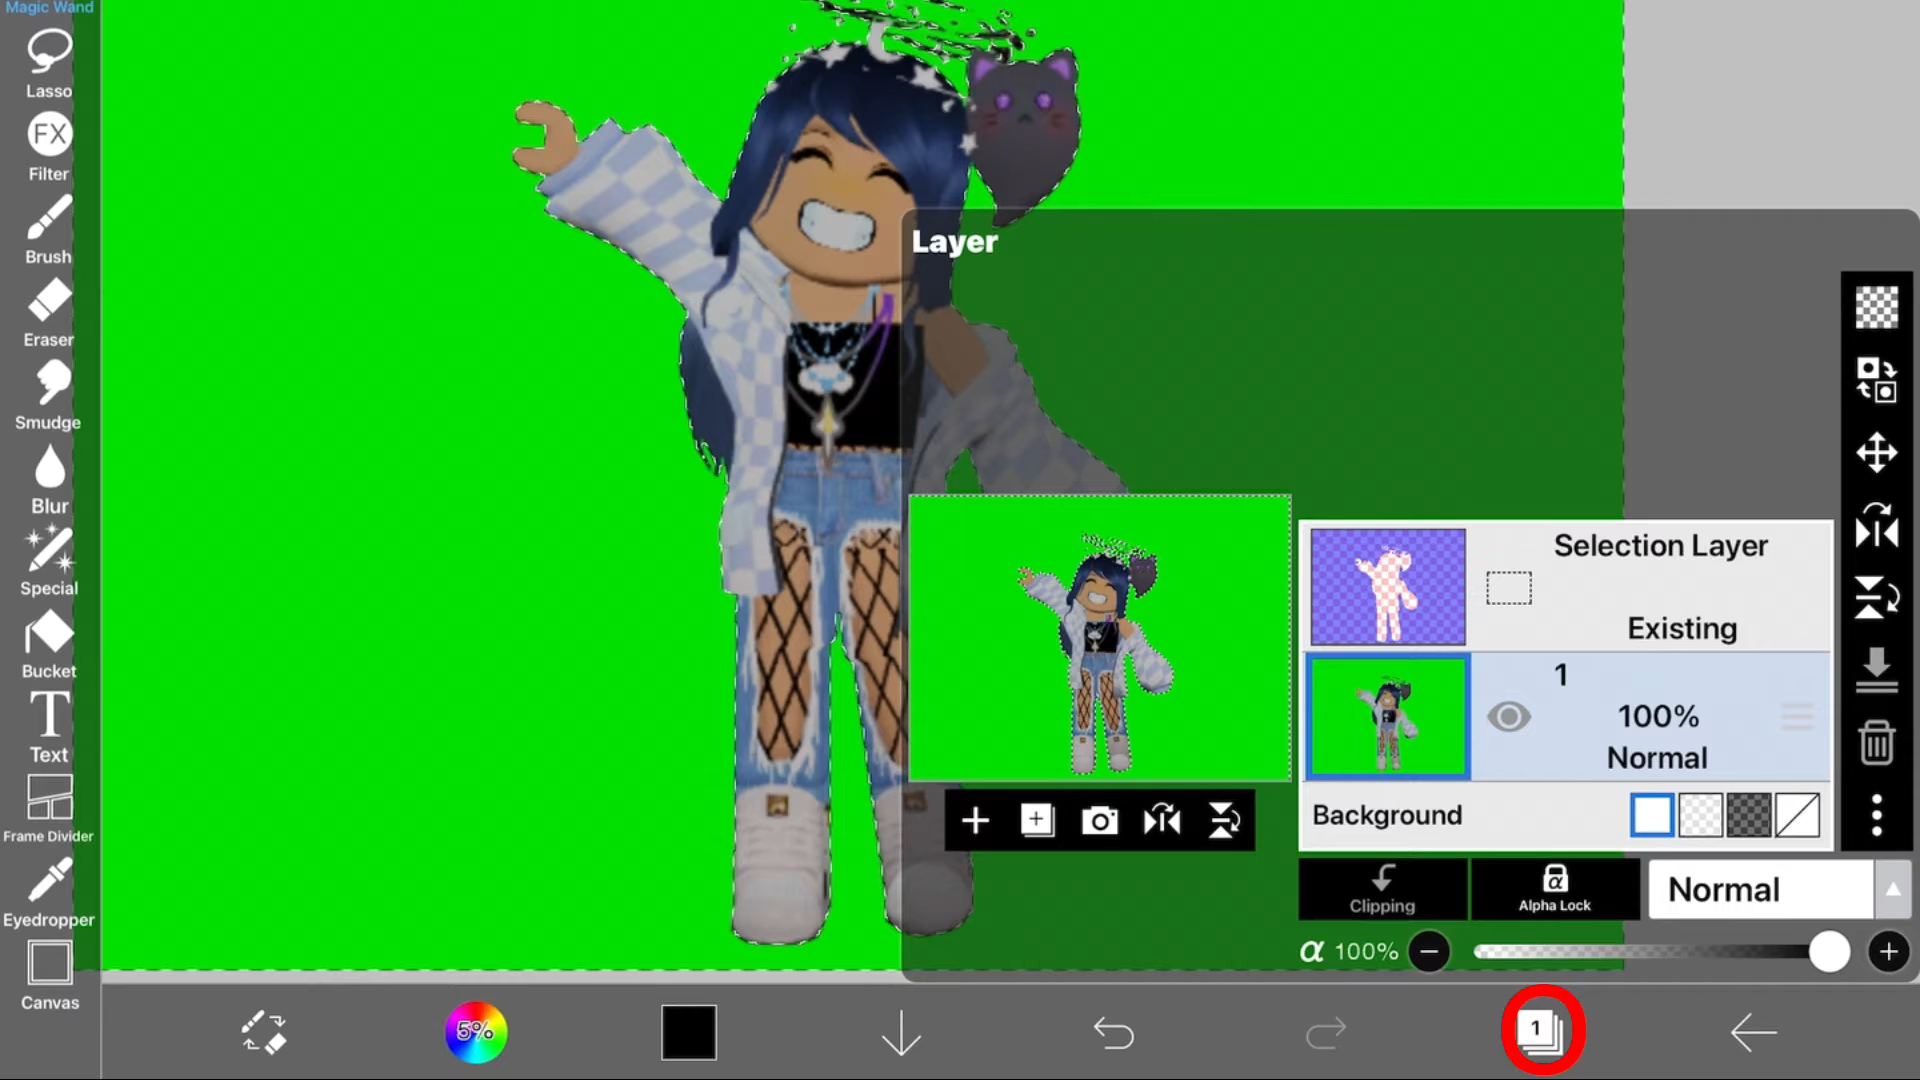 Magic Wand
Lasso
FX
Filter
Brush
Eraser
Smudge
Blur
Special
Bucket
T
Text
Frame Divider
Eyedropper
Canvas
Layer
Selection Layer
Existing
1
100%
Normal
Background
Clipping
α
Alpha Lock
Normal
α 100%
5%
1